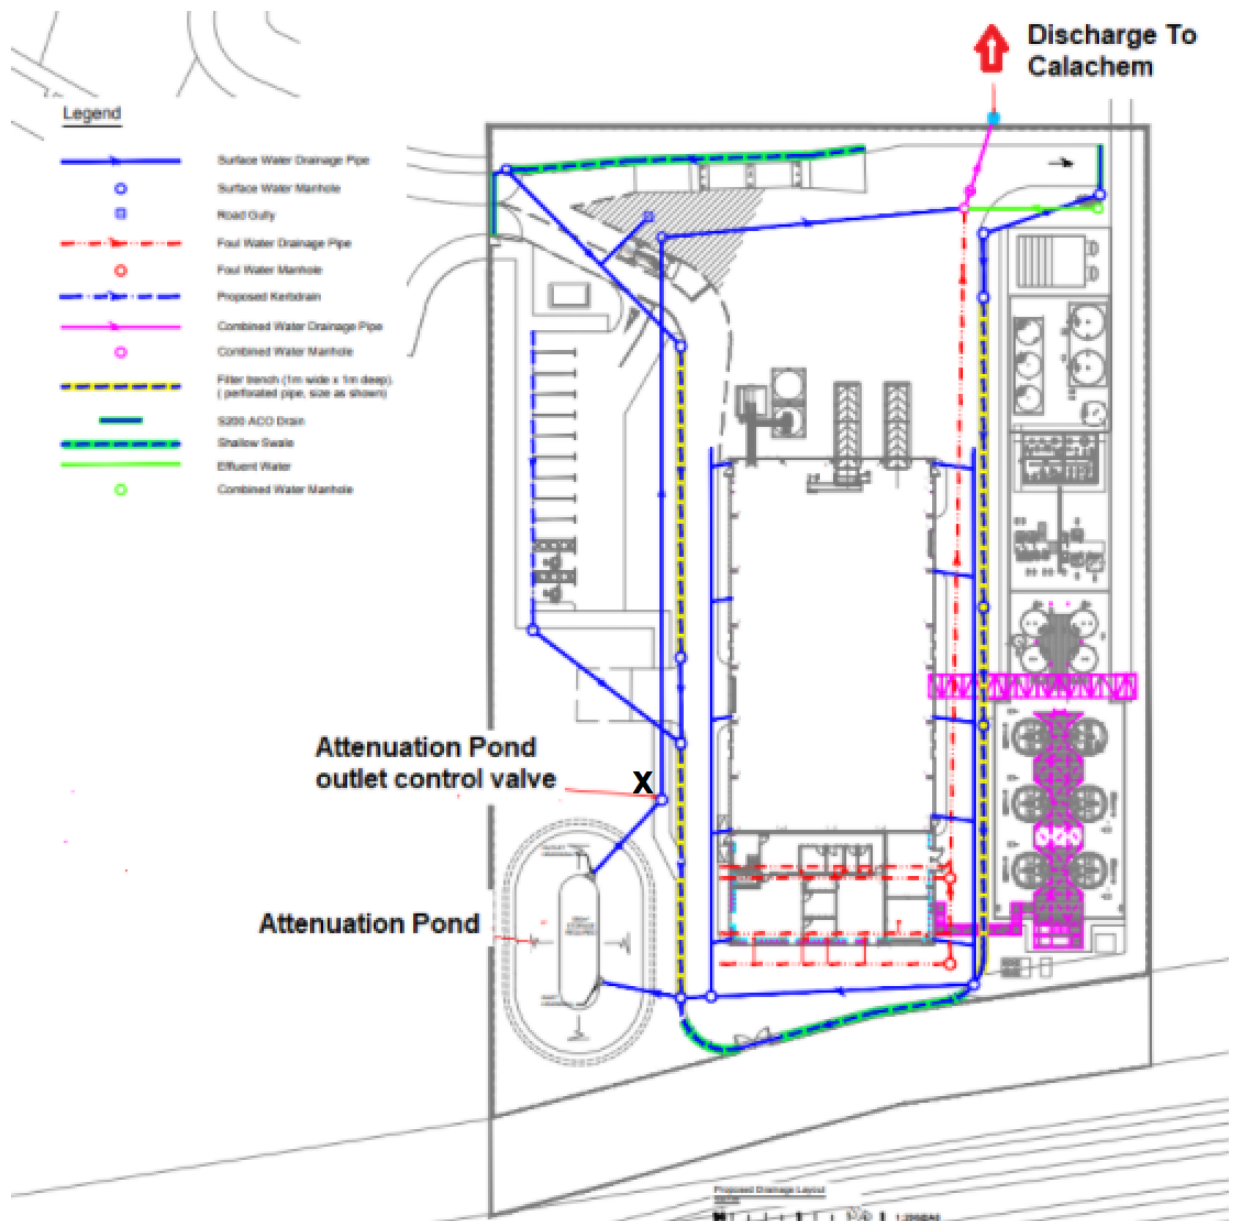 Discharge To
Calachem
Legend
Surface Water Drainage Pipe
Surface Water Manhole
Road Gully
Foul Water Drainage Pipe
Foul Water Manhole
Proposed Kerbdrain
Combined Water Drainage Pipe
Combined Water Manhole
Filter trench (1m wide x 1m deep).
( perforated pipe, size as shown)
S200 ACO Drain
Shallow Swale
Effluent Water
Combined Water Manhole
Attenuation Pond
outlet control valve
X
Attenuation Pond
Proposed Drainage Layout